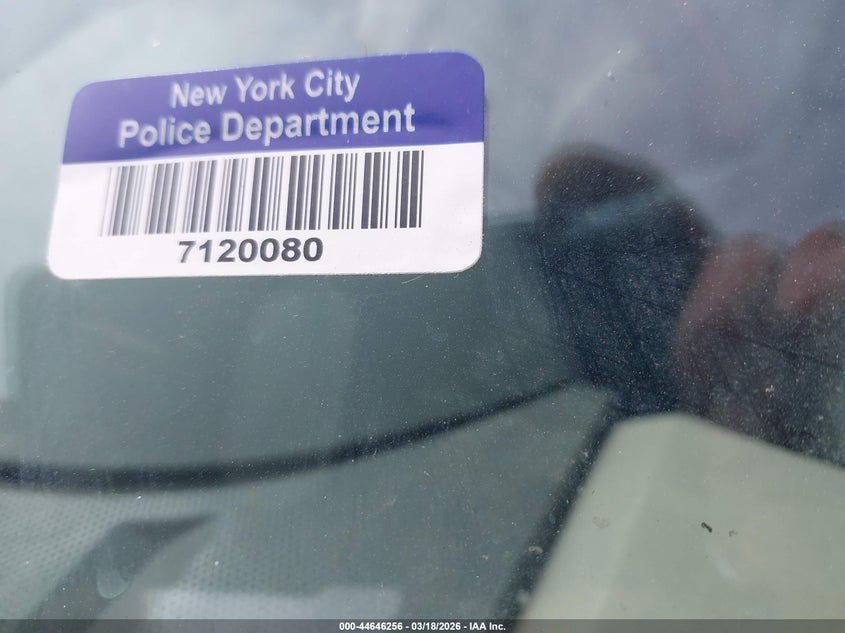 New York City
Police Department
7120080
000-44646256 - 03/18/2026 - IAA Inc.